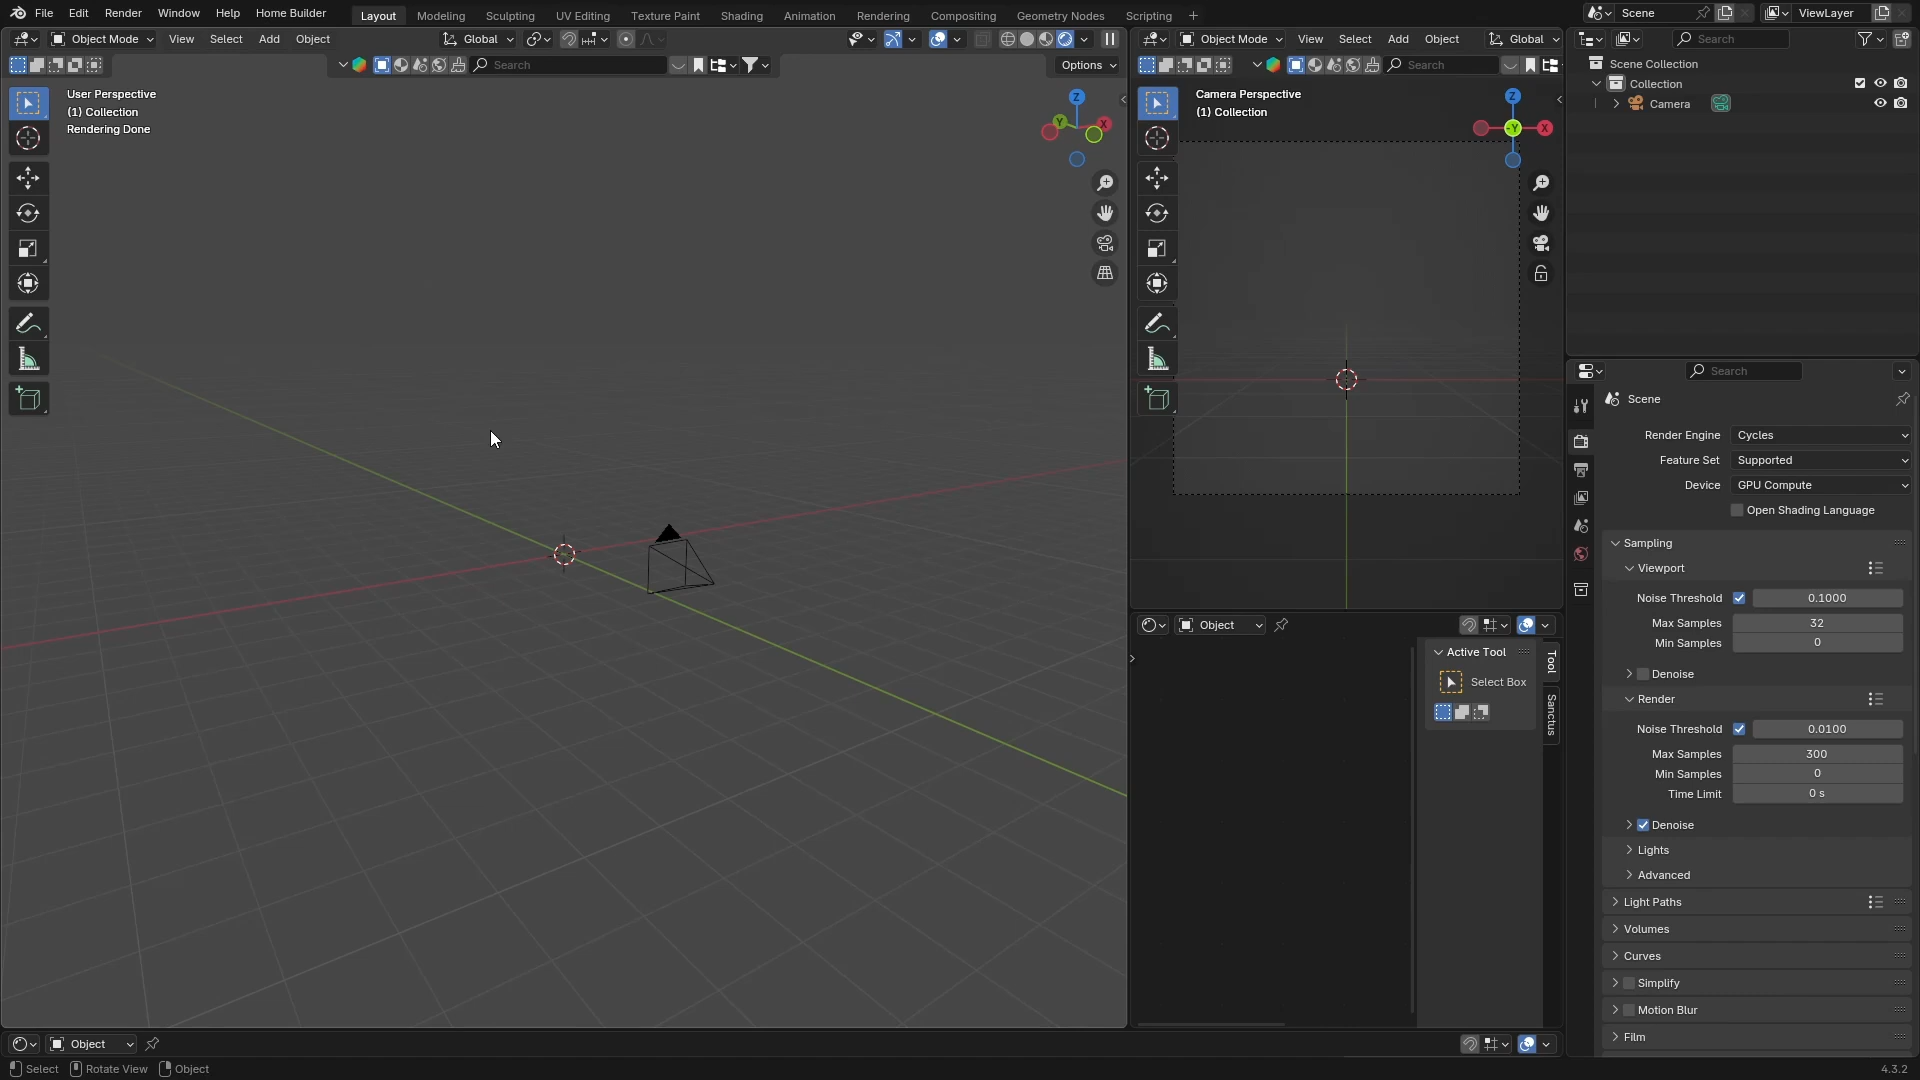 File Edit Render Window Help Home Builder Layout Modeling Sculpting UV Editing Texture Paint Shading Animation Rendering Compositing Geometry Nodes Scripting Scene ViewLayer
Object Mode View Select Add Object Global
Search Options
User Perspective
(1) Collection
Rendering Done
Z
Y X
Object Mode View Select Add Object Global
Search
Camera Perspective
(1) Collection
Z
-Y X
Object
Active Tool
Select Box
Tool
Sanctus
Search
Scene Collection
Collection
Camera
Search
Scene
Render Engine Cycles
Feature Set Supported
Device GPU Compute
Open Shading Language
Sampling
Viewport
Noise Threshold 0.1000
Max Samples 32
Min Samples 0
Denoise
Render
Noise Threshold 0.0100
Max Samples 300
Min Samples 0
Time Limit 0 s
Denoise
Lights
Advanced
Light Paths
Volumes
Curves
Simplify
Motion Blur
Film
Object
Select Rotate View Object 4.3.2